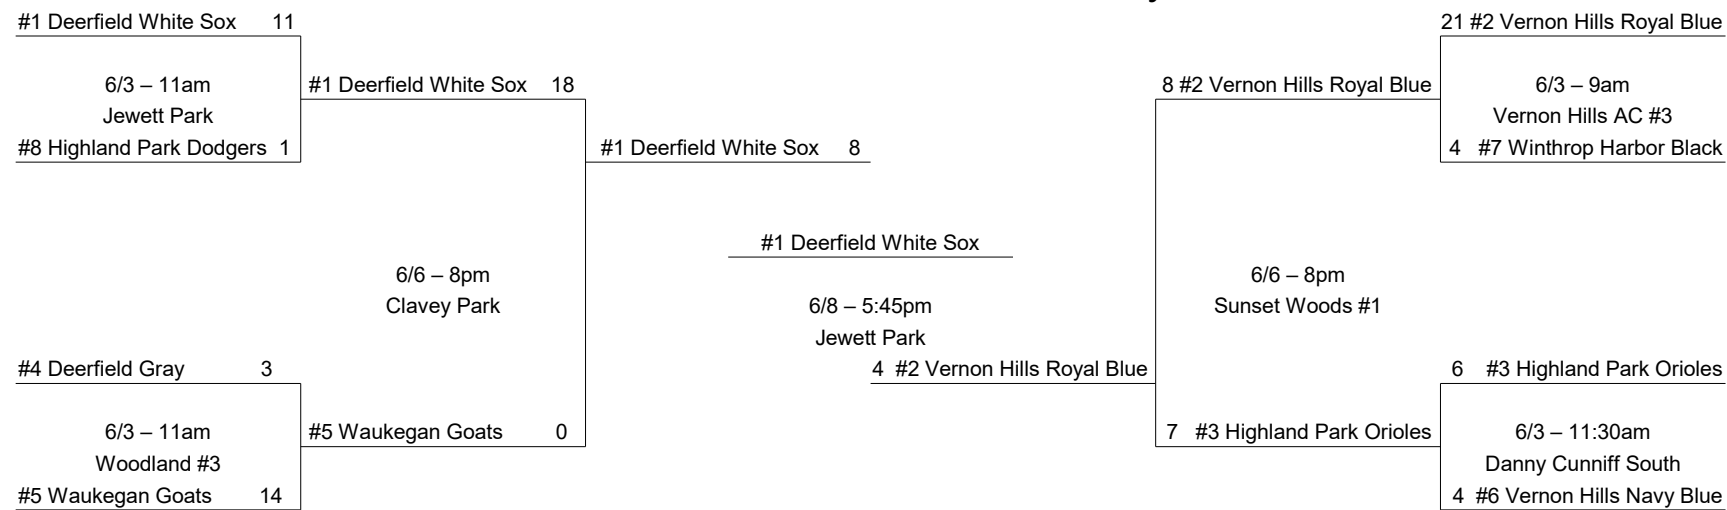 #1 Deerfield White Sox 11
21 #2 Vernon Hills Royal Blue
6/3 – 11am
#1 Deerfield White Sox 18
8 #2 Vernon Hills Royal Blue
6/3 – 9am
Jewett Park
Vernon Hills AC #3
#8 Highland Park Dodgers 1
#1 Deerfield White Sox 8
4 #7 Winthrop Harbor Black
#1 Deerfield White Sox
6/6 – 8pm
6/6 – 8pm
Clavey Park
6/8 – 5:45pm
Sunset Woods #1
Jewett Park
#4 Deerfield Gray 3
4 #2 Vernon Hills Royal Blue
6 #3 Highland Park Orioles
6/3 – 11am
#5 Waukegan Goats 0
7 #3 Highland Park Orioles
6/3 – 11:30am
Woodland #3
Danny Cunniff South
#5 Waukegan Goats 14
4 #6 Vernon Hills Navy Blue